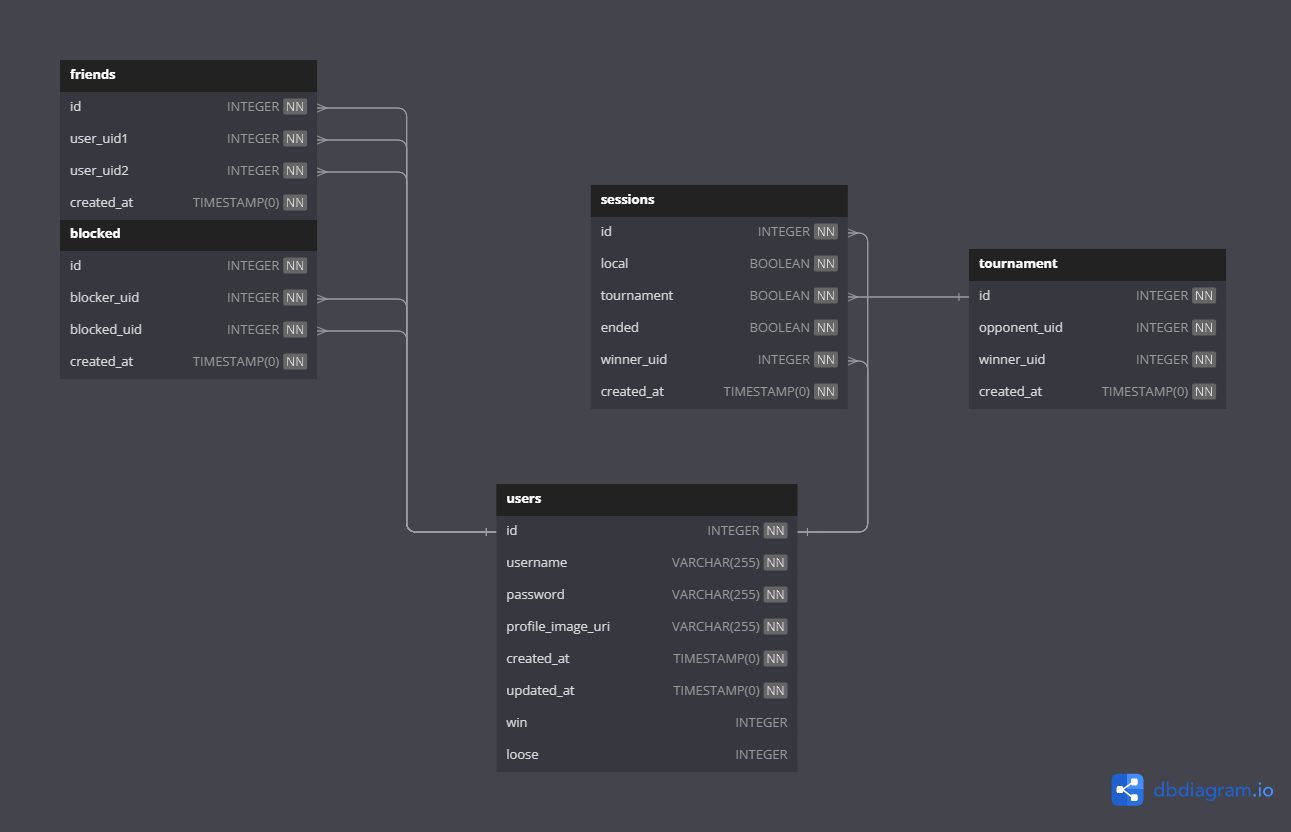 friends
id INTEGER NN
user_uid1 INTEGER NN
user_uid2 INTEGER NN
created_at TIMESTAMP(0) NN
blocked
id INTEGER NN
blocker_uid INTEGER NN
blocked_uid INTEGER NN
created_at TIMESTAMP(0) NN
sessions
id INTEGER NN
local BOOLEAN NN
tournament BOOLEAN NN
ended BOOLEAN NN
winner_uid INTEGER NN
created_at TIMESTAMP(0) NN
tournament
id INTEGER NN
opponent_uid INTEGER NN
winner_uid INTEGER NN
created_at TIMESTAMP(0) NN
users
id INTEGER NN
username VARCHAR(255) NN
password VARCHAR(255) NN
profile_image_uri VARCHAR(255) NN
created_at TIMESTAMP(0) NN
updated_at TIMESTAMP(0) NN
win INTEGER
loose INTEGER
dbdiagram.io